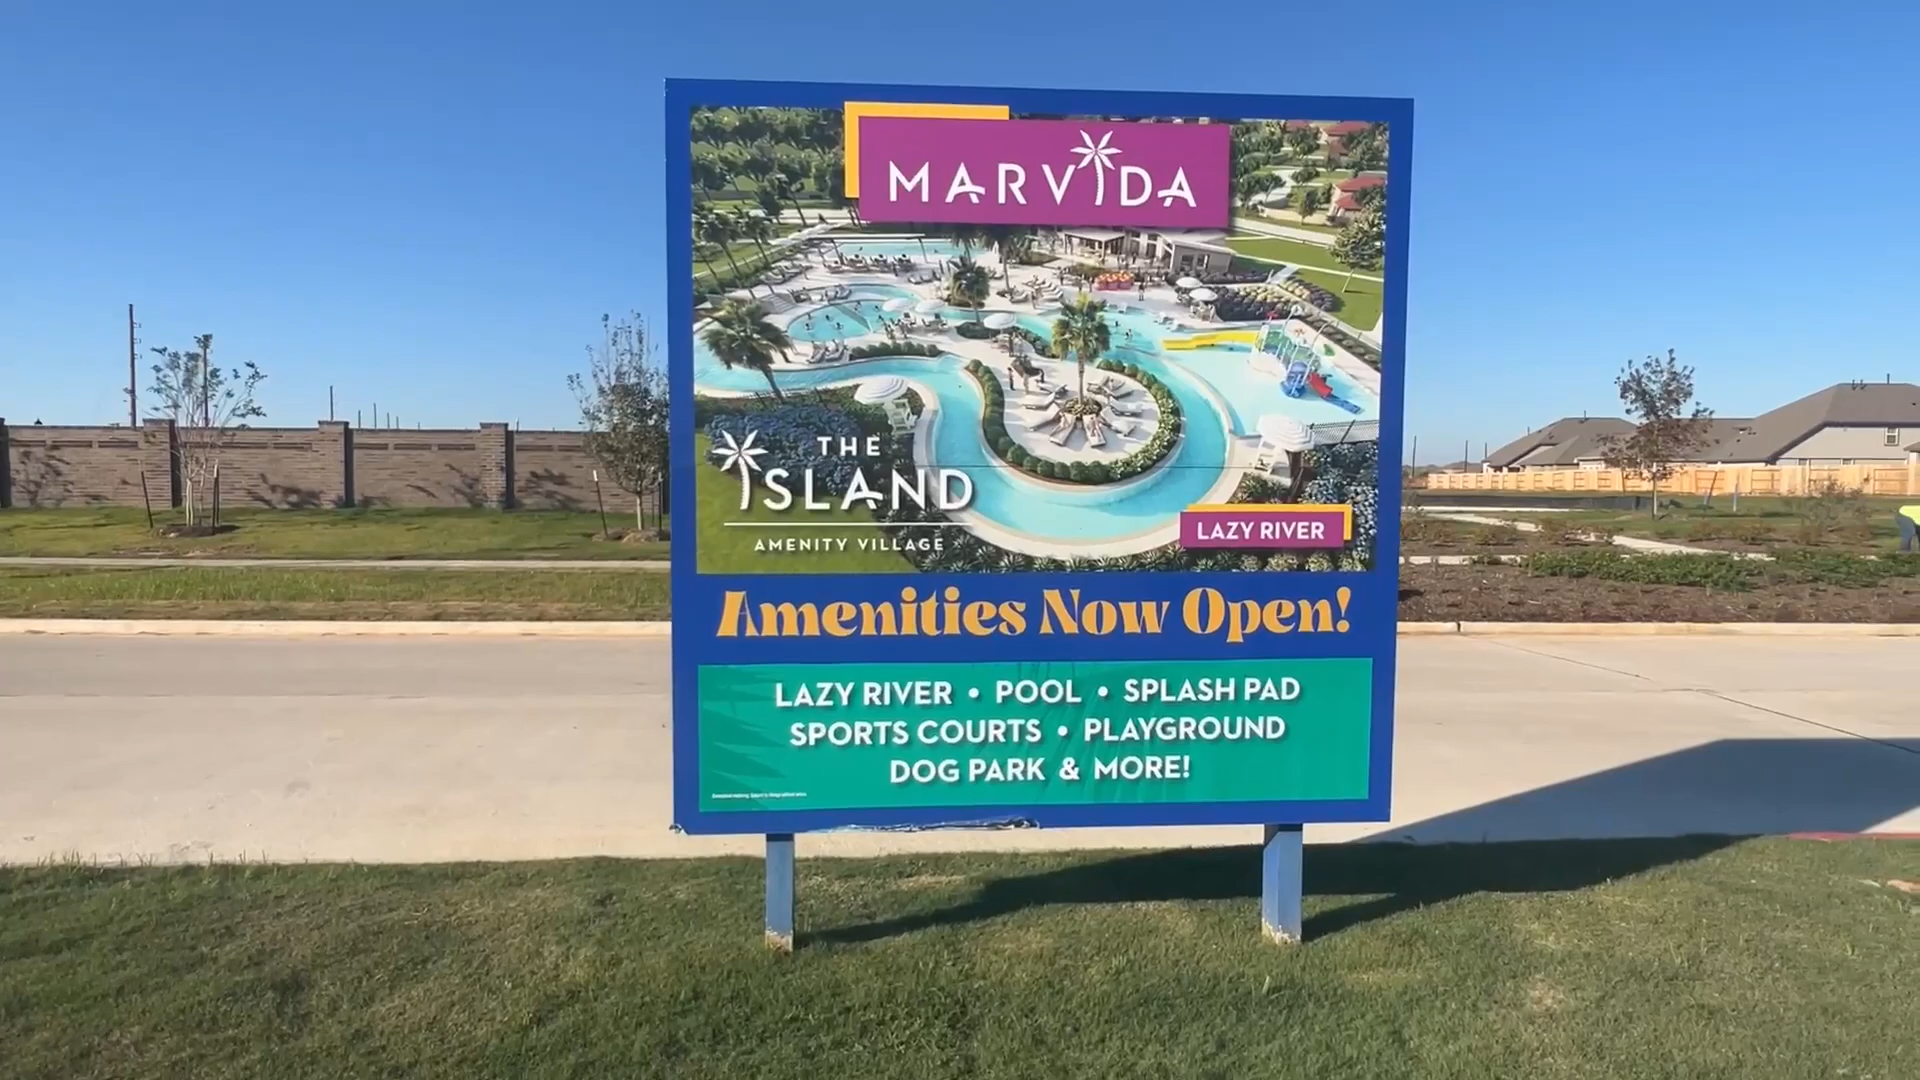 MARVIDA
THE
ISLAND
AMENITY VILLAGE
LAZY RIVER
Amenities Now Open!
LAZY RIVER • POOL • SPLASH PAD
SPORTS COURTS • PLAYGROUND
DOG PARK & MORE!